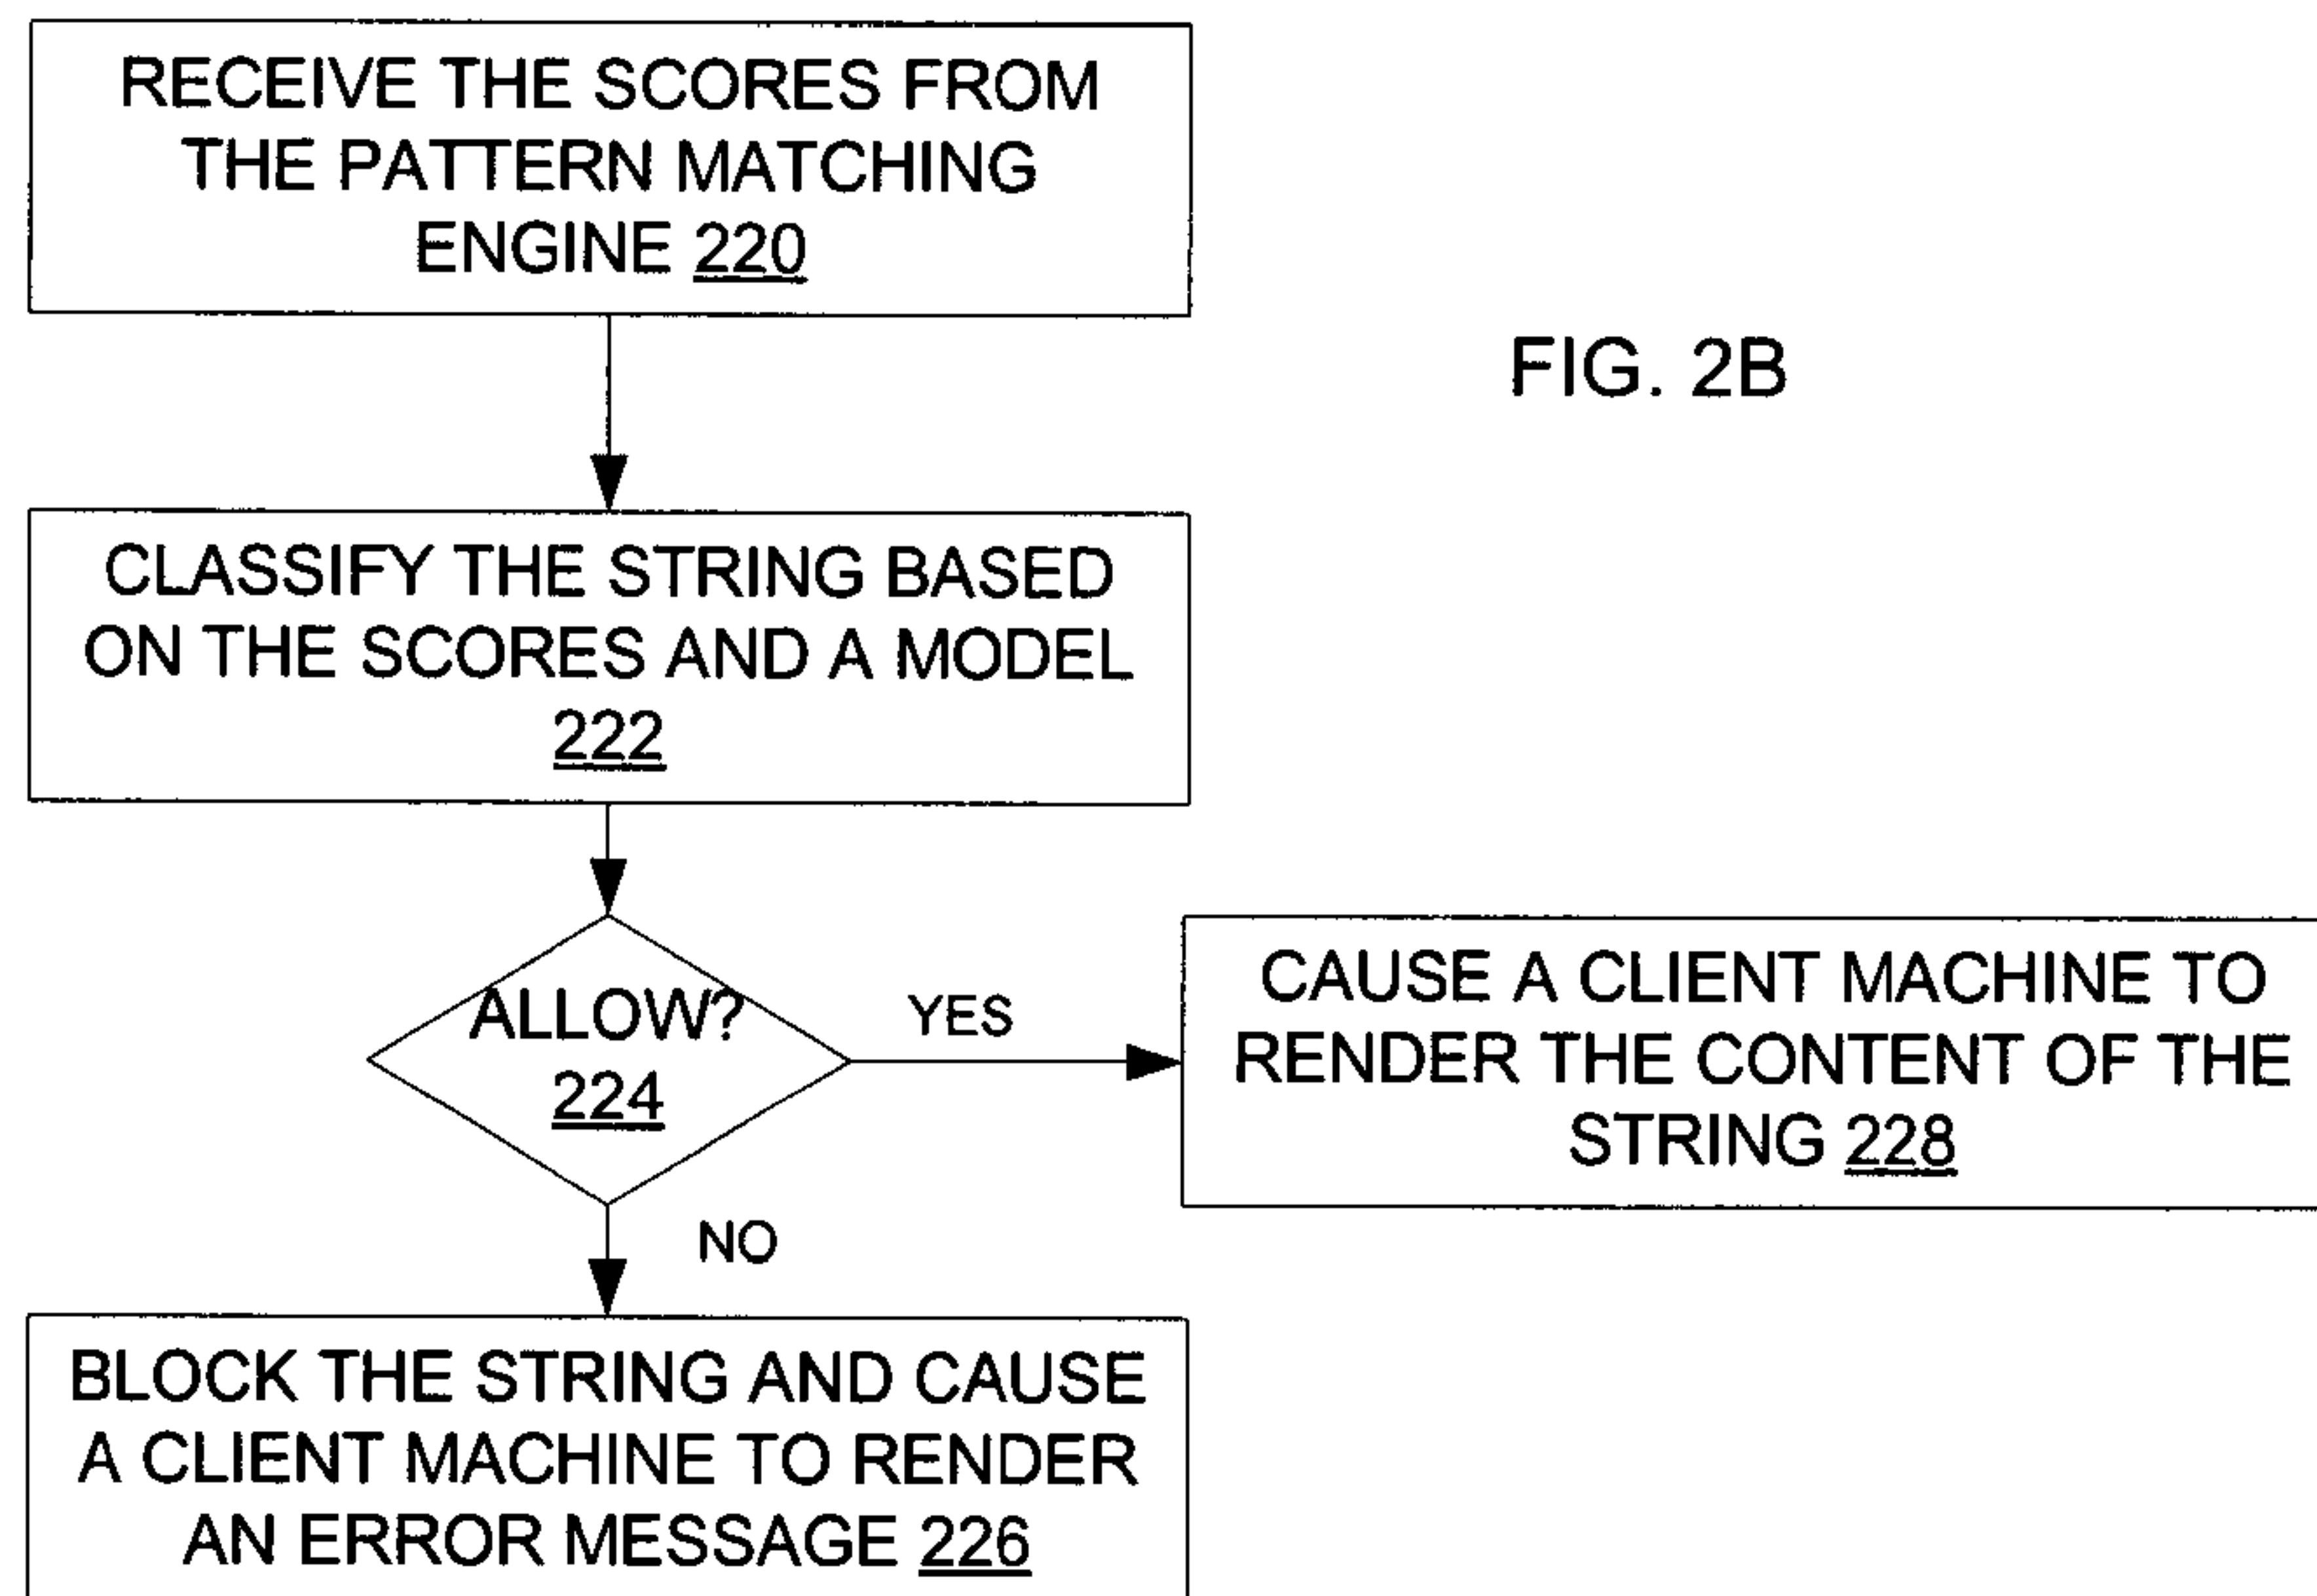 RECEIVE THE SCORES FROM
THE PATTERN MATCHING
ENGINE 220
FIG. 2B
CLASSIFY THE STRING BASED
ON THE SCORES AND A MODEL
222
ALLOW?
224
YES
CAUSE A CLIENT MACHINE TO
RENDER THE CONTENT OF THE
STRING 228
NO
BLOCK THE STRING AND CAUSE
A CLIENT MACHINE TO RENDER
AN ERROR MESSAGE 226